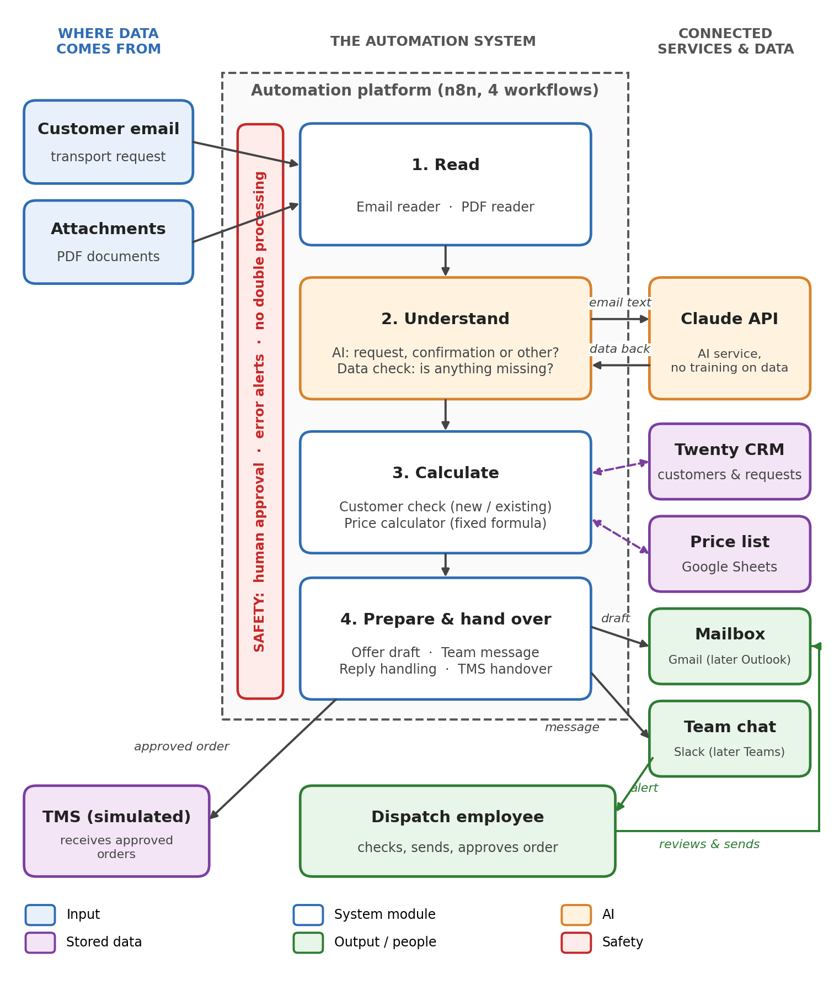 WHERE DATA
COMES FROM
THE AUTOMATION SYSTEM
CONNECTED
SERVICES & DATA
Automation platform (n8n, 4 workflows)
Customer email
transport request
Attachments
PDF documents
SAFETY:  human approval  ·  error alerts  ·  no double processing
1. Read
Email reader  ·  PDF reader
2. Understand
AI: request, confirmation or other?
Data check: is anything missing?
email text
data back
Claude API
AI service,
no training on data
3. Calculate
Customer check (new / existing)
Price calculator (fixed formula)
Twenty CRM
customers & requests
Price list
Google Sheets
4. Prepare & hand over
Offer draft  ·  Team message
Reply handling  ·  TMS handover
draft
Mailbox
Gmail (later Outlook)
message
Team chat
Slack (later Teams)
approved order
alert
TMS (simulated)
receives approved
orders
Dispatch employee
checks, sends, approves order
reviews & sends
Input
System module
AI
Stored data
Output / people
Safety